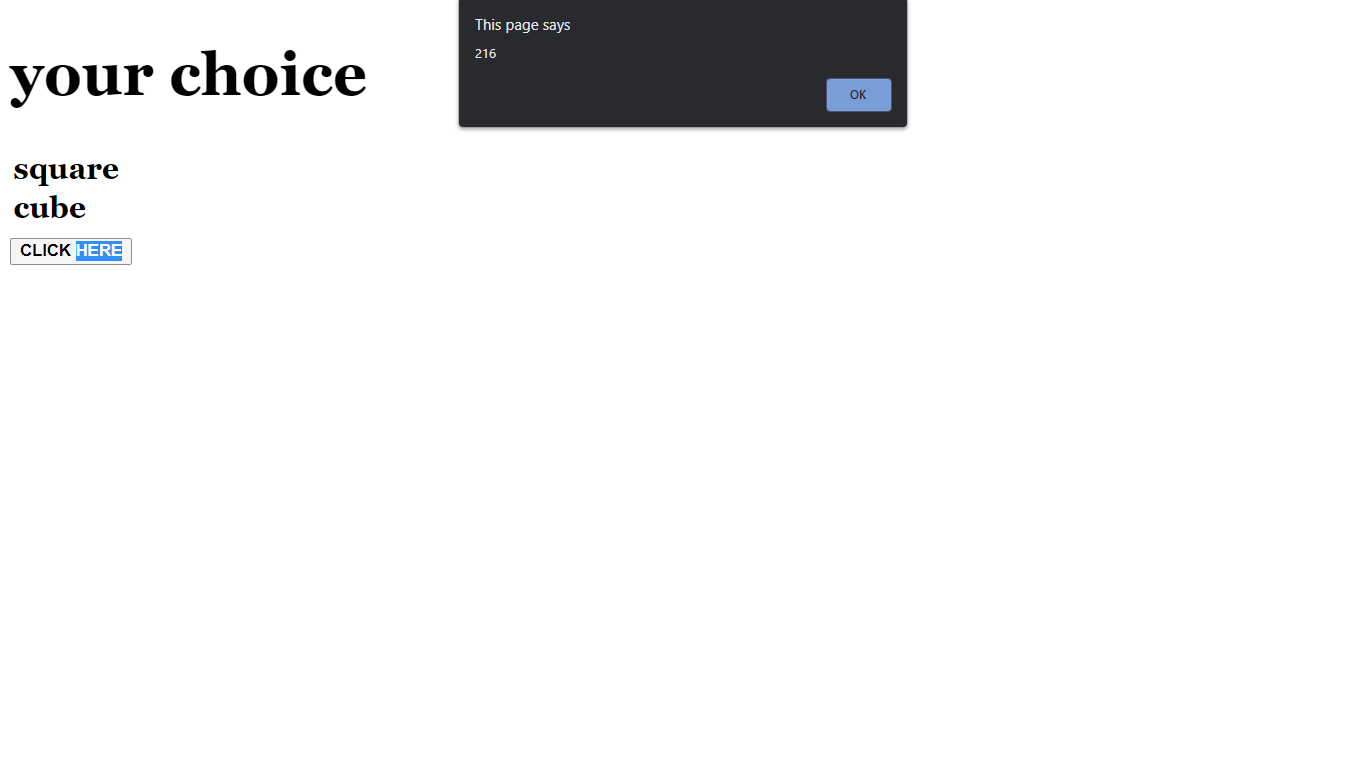 your choice
This page says
216
OK
square
cube
CLICK HERE